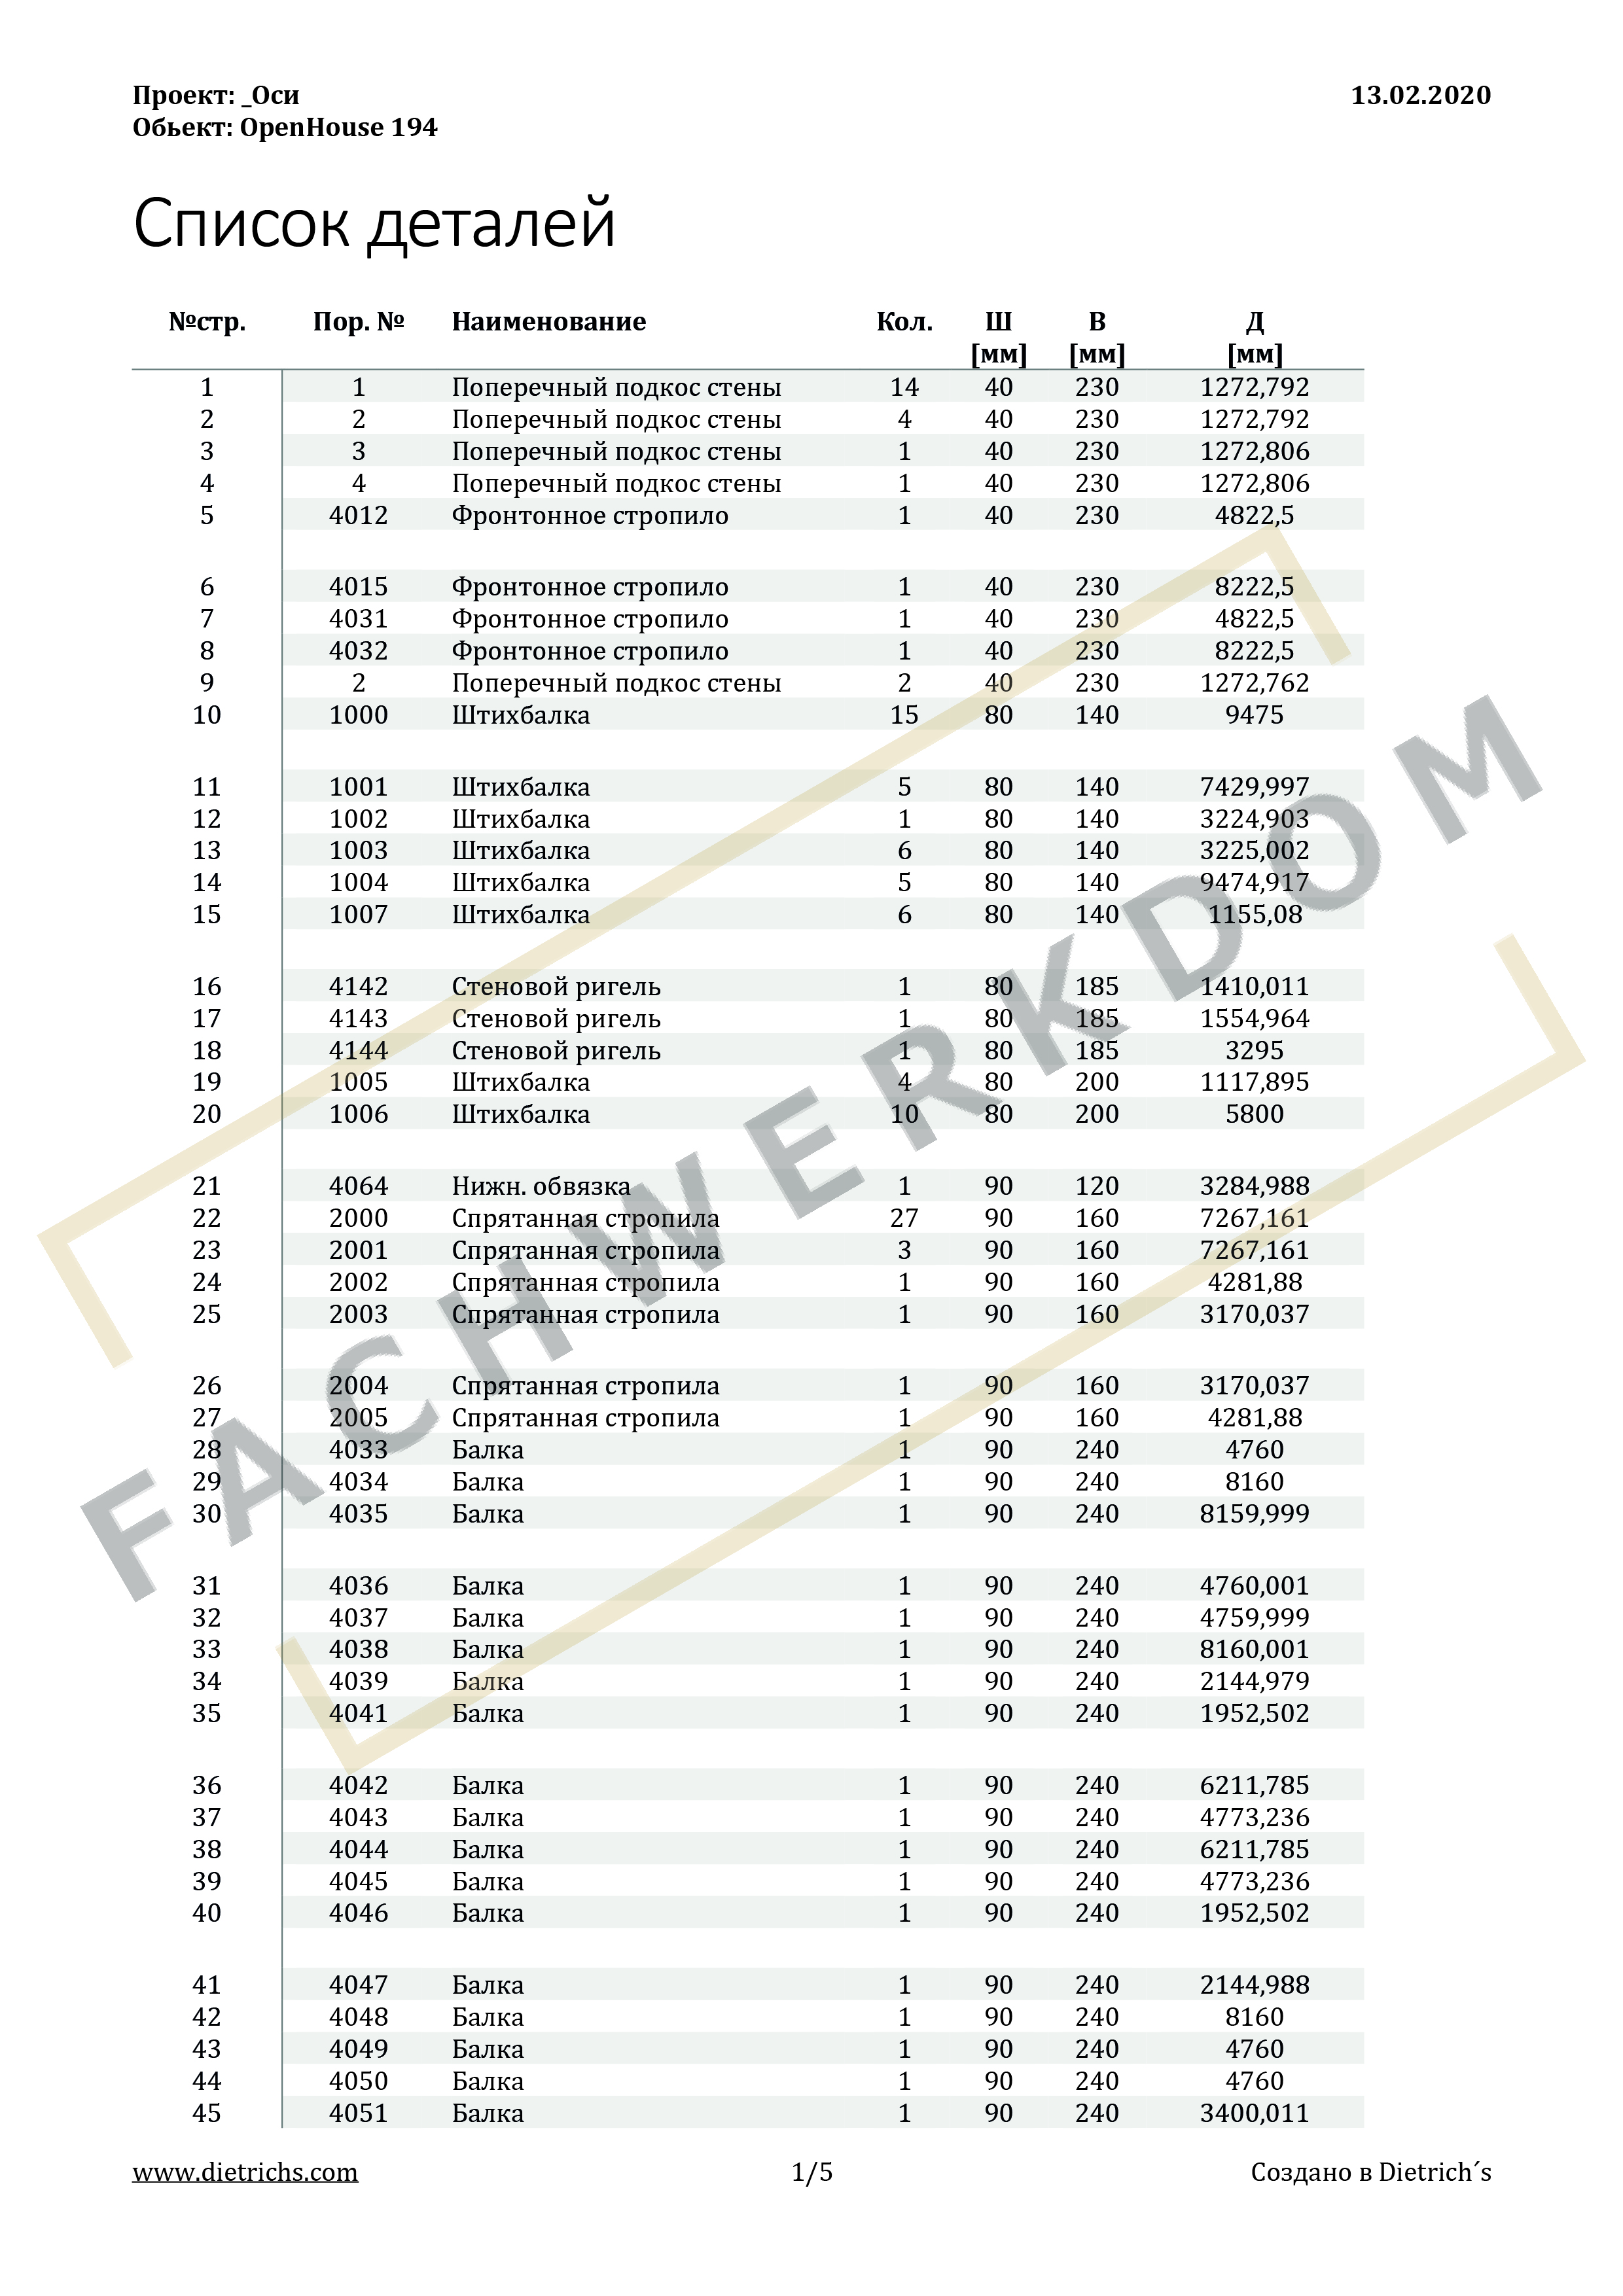 Проект: _Оси 13.02.2020
Обьект: OpenHouse 194
Список деталей
№стр. Пор. № Наименование Кол. Ш В Д
[мм] [мм] [мм]
1 1 Поперечный подкос стены 14 40 230 1272,792
2 2 Поперечный подкос стены 4 40 230 1272,792
3 3 Поперечный подкос стены 1 40 230 1272,806
4 4 Поперечный подкос стены 1 40 230 1272,806
5 4012 Фронтонное стропило 1 40 230 4822,5
6 4015 Фронтонное стропило 1 40 230 8222,5
7 4031 Фронтонное стропило 1 40 230 4822,5
8 4032 Фронтонное стропило 1 40 230 8222,5
9 2 Поперечный подкос стены 2 40 230 1272,762
10 1000 Штихбалка 15 80 140 9475
11 1001 Штихбалка 5 80 140 7429,997
12 1002 Штихбалка 1 80 140 3224,903
13 1003 Штихбалка 6 80 140 3225,002
14 1004 Штихбалка 5 80 140 9474,917
15 1007 Штихбалка 6 80 140 1155,08
16 4142 Стеновой ригель 1 80 185 1410,011
17 4143 Стеновой ригель 1 80 185 1554,964
18 4144 Стеновой ригель 1 80 185 3295
19 1005 Штихбалка 4 80 200 1117,895
20 1006 Штихбалка 10 80 200 5800
21 4064 Нижн. обвязка 1 90 120 3284,988
22 2000 Спрятанная стропила 27 90 160 7267,161
23 2001 Спрятанная стропила 3 90 160 7267,161
24 2002 Спрятанная стропила 1 90 160 4281,88
25 2003 Спрятанная стропила 1 90 160 3170,037
26 2004 Спрятанная стропила 1 90 160 3170,037
27 2005 Спрятанная стропила 1 90 160 4281,88
28 4033 Балка 1 90 240 4760
29 4034 Балка 1 90 240 8160
30 4035 Балка 1 90 240 8159,999
31 4036 Балка 1 90 240 4760,001
32 4037 Балка 1 90 240 4759,999
33 4038 Балка 1 90 240 8160,001
34 4039 Балка 1 90 240 2144,979
35 4041 Балка 1 90 240 1952,502
36 4042 Балка 1 90 240 6211,785
37 4043 Балка 1 90 240 4773,236
38 4044 Балка 1 90 240 6211,785
39 4045 Балка 1 90 240 4773,236
40 4046 Балка 1 90 240 1952,502
41 4047 Балка 1 90 240 2144,988
42 4048 Балка 1 90 240 8160
43 4049 Балка 1 90 240 4760
44 4050 Балка 1 90 240 4760
45 4051 Балка 1 90 240 3400,011
www.dietrichs.com 1/5 Создано в Dietrich´s
FACHWERKDOM